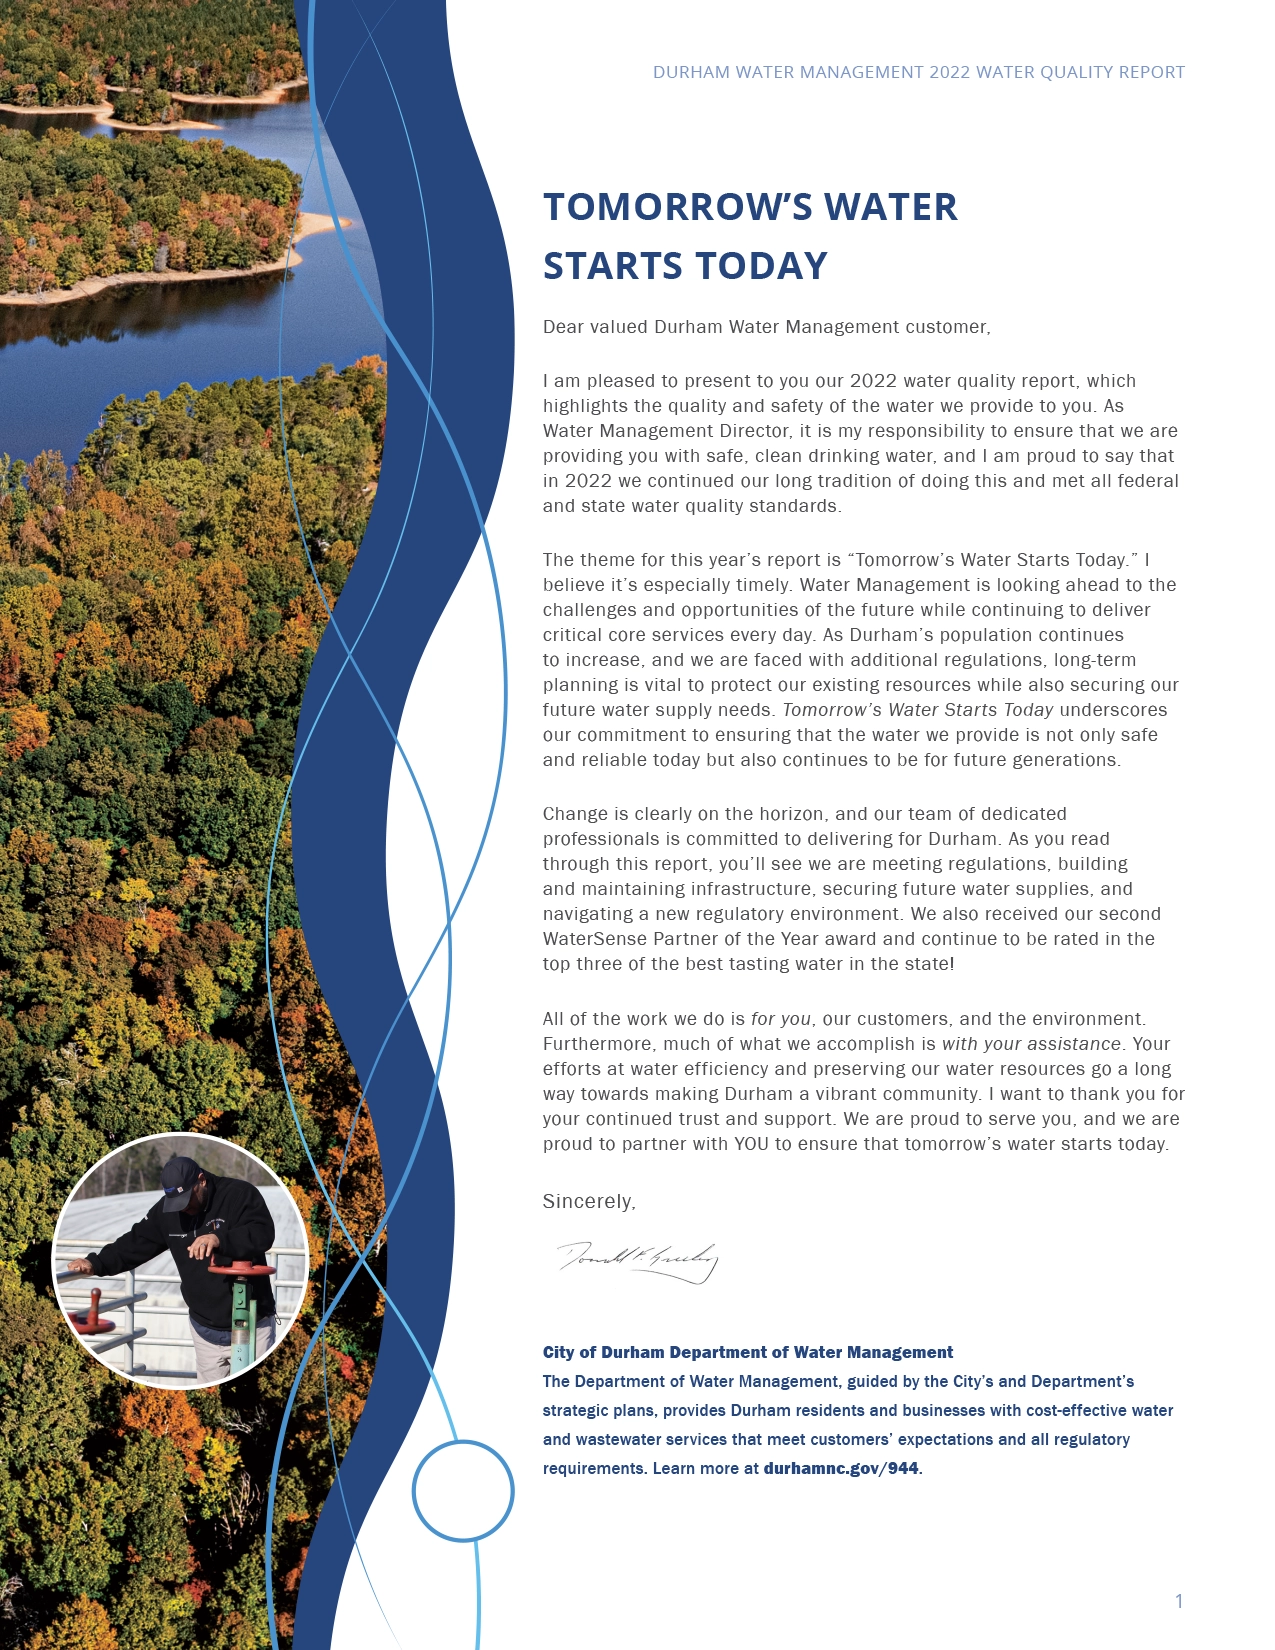 DURHAM WATER MANAGEMENT 2022 WATER QUALITY REPORT
TOMORROW’S WATER
STARTS TODAY
Dear valued Durham Water Management customer,
I am pleased to present to you our 2022 water quality report, which
highlights the quality and safety of the water we provide to you. As
Water Management Director, it is my responsibility to ensure that we are
providing you with safe, clean drinking water, and I am proud to say that
in 2022 we continued our long tradition of doing this and met all federal
and state water quality standards.
The theme for this year’s report is “Tomorrow’s Water Starts Today.” I
believe it’s especially timely. Water Management is looking ahead to the
challenges and opportunities of the future while continuing to deliver
critical core services every day. As Durham’s population continues
to increase, and we are faced with additional regulations, long-term
planning is vital to protect our existing resources while also securing our
future water supply needs. Tomorrow’s Water Starts Today underscores
our commitment to ensuring that the water we provide is not only safe
and reliable today but also continues to be for future generations.
Change is clearly on the horizon, and our team of dedicated
professionals is committed to delivering for Durham. As you read
through this report, you’ll see we are meeting regulations, building
and maintaining infrastructure, securing future water supplies, and
navigating a new regulatory environment. We also received our second
WaterSense Partner of the Year award and continue to be rated in the
top three of the best tasting water in the state!
All of the work we do is for you, our customers, and the environment.
Furthermore, much of what we accomplish is with your assistance. Your
efforts at water efficiency and preserving our water resources go a long
way towards making Durham a vibrant community. I want to thank you for
your continued trust and support. We are proud to serve you, and we are
proud to partner with YOU to ensure that tomorrow’s water starts today.
Sincerely,
City of Durham Department of Water Management
The Department of Water Management, guided by the City’s and Department’s
strategic plans, provides Durham residents and businesses with cost-effective water
and wastewater services that meet customers’ expectations and all regulatory
requirements. Learn more at durhamnc.gov/944.
1